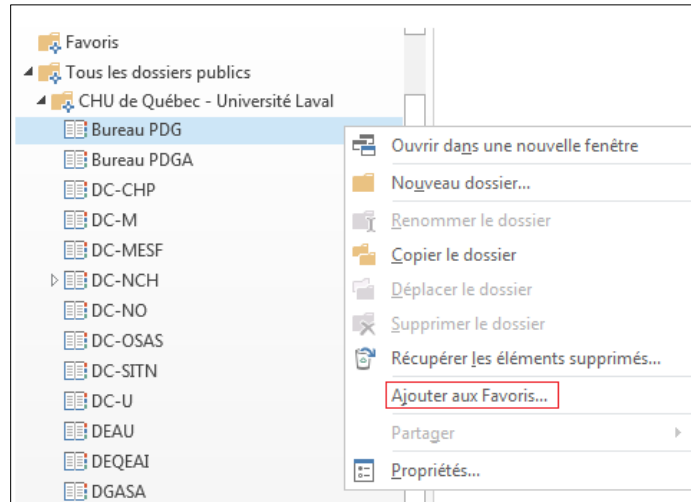 Favoris
Tous les dossiers publics
CHU de Québec - Université Laval
Bureau PDG
Bureau PDGA
DC-CHP
DC-M
DC-MESF
DC-NCH
DC-NO
DC-OSAS
DC-SITN
DC-U
DEAU
DEQEAI
DGASA
Ouvrir dans une nouvelle fenêtre
Nouveau dossier...
Renommer le dossier
Copier le dossier
Déplacer le dossier
Supprimer le dossier
Récupérer les éléments supprimés...
Ajouter aux Favoris...
Partager
Propriétés...